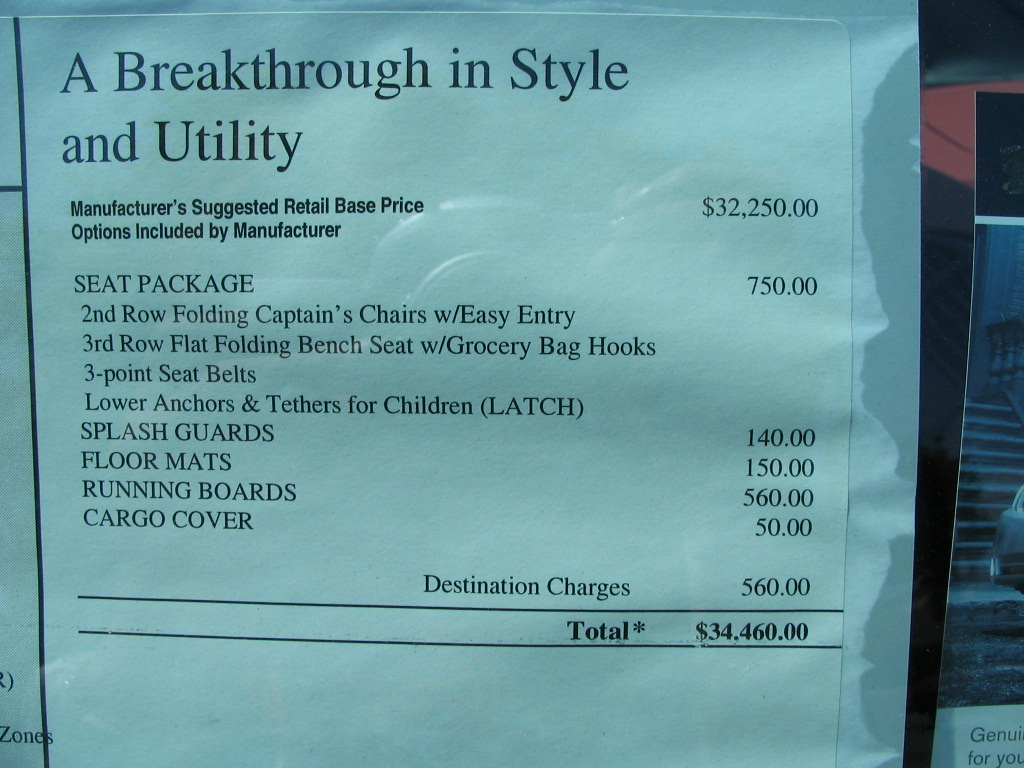 A Breakthrough in Style
and Utility
Manufacturer's Suggested Retail Base Price $32,250.00
Options Included by Manufacturer
SEAT PACKAGE 750.00
2nd Row Folding Captain's Chairs w/Easy Entry
3rd Row Flat Folding Bench Seat w/Grocery Bag Hooks
3-point Seat Belts
Lower Anchors & Tethers for Children (LATCH)
SPLASH GUARDS 140.00
FLOOR MATS 150.00
RUNNING BOARDS 560.00
CARGO COVER 50.00
Destination Charges 560.00
Total* $34.460.00
R)
Zones
Genui
for you